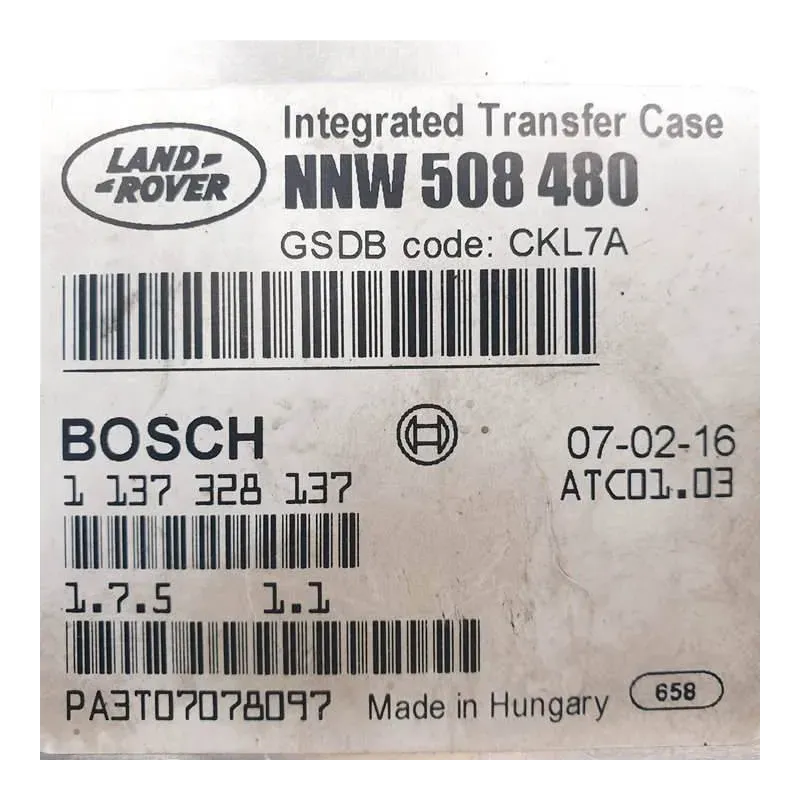 LAND-
-ROVER
Integrated Transfer Case
NNW 508 480
GSDB code: CKL7A
BOSCH
07-02-16
1 137 328 137
ATC01.03
1.7.5 1.1
PA3T07078097
Made in Hungary
658